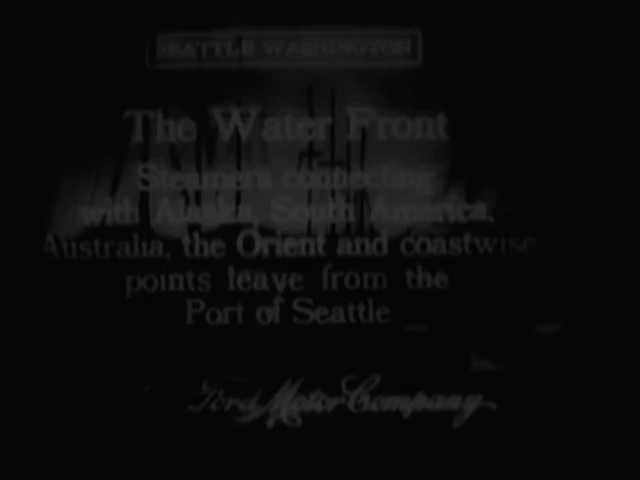 SEATTLE WASHINGTON
The Water Front
Steamers connecting
with Alaska, South America,
Australia, the Orient and coastwise
points leave from the
Port of Seattle
Ford Motor Company